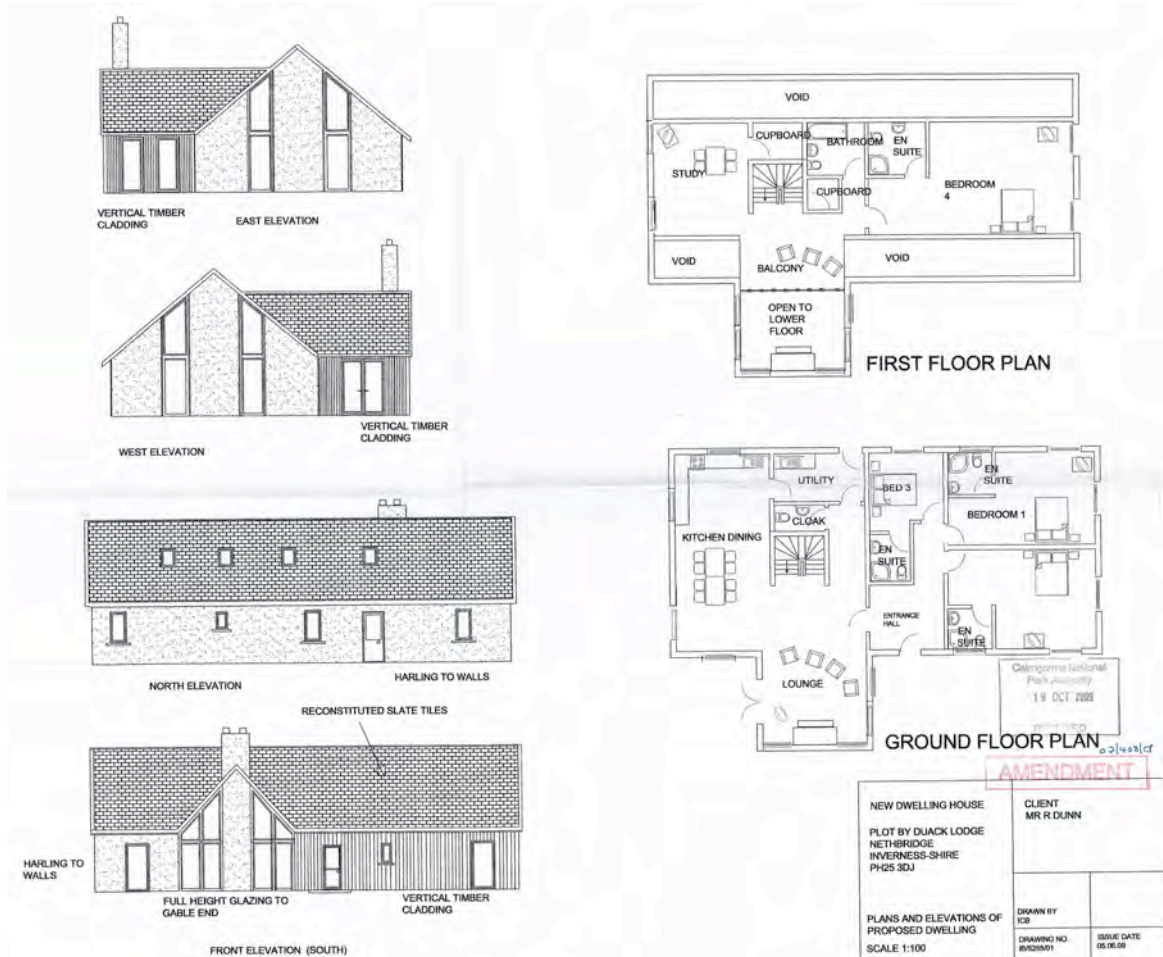 VERTICAL TIMBER
CLADDING
EAST ELEVATION
VERTICAL TIMBER
CLADDING
WEST ELEVATION
NORTH ELEVATION
HARLING TO WALLS
RECONSTITUTED SLATE TILES
HARLING TO
WALLS
FULL HEIGHT GLAZING TO
GABLE END
VERTICAL TIMBER
CLADDING
FRONT ELEVATION (SOUTH)
VOID
CUPBOARD
BATHROOM
EN
SUITE
STUDY
CUPBOARD
BEDROOM
4
VOID
BALCONY
VOID
OPEN TO
LOWER
FLOOR
FIRST FLOOR PLAN
UTILITY
BED 3
EN
SUITE
CLOAK
BEDROOM 1
KITCHEN DINING
EN
SUITE
ENTRANCE
HALL
EN
SUITE
LOUNGE
Cairngorms National
Park Authority
19 OCT 2009
GROUND FLOOR PLAN
AMENDMENT
NEW DWELLING HOUSE
PLOT BY DUACK LODGE
NETHBRIDGE
INVERNESS-SHIRE
PH25 3DJ
CLIENT
MR R DUNN
PLANS AND ELEVATIONS OF
PROPOSED DWELLING
SCALE 1:100
DRAWN BY
DRAWING NO.
ISSUE DATE